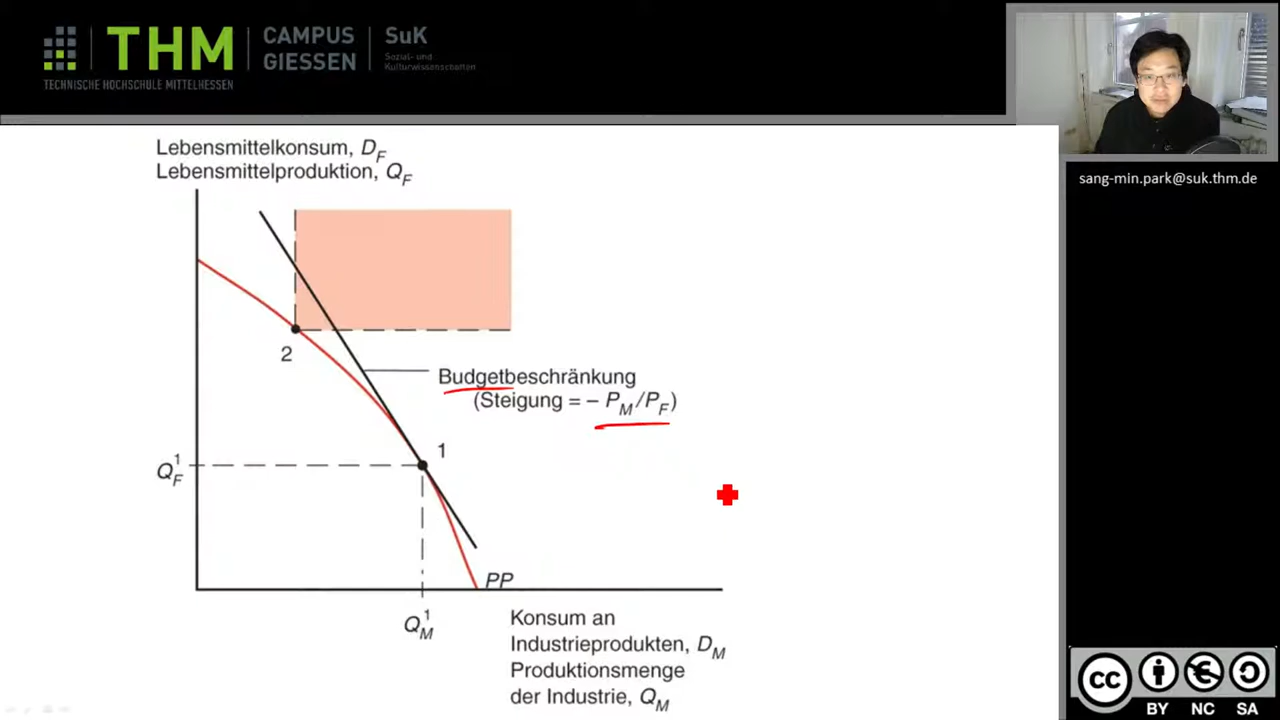 THM
TECHNISCHE HOCHSCHULE MITTELHESSEN
CAMPUS
GIESSEN
SuK
Sozial- und
Kulturwissenschaften
sang-min.park@suk.thm.de
Lebensmittelkonsum, D_F
Lebensmittelproduktion, Q_F
2
Budgetbeschränkung
(Steigung = – P_M/P_F)
1
Q_F^1
PP
Q_M^1
Konsum an
Industrieprodukten, D_M
Produktionsmenge
der Industrie, Q_M
cc
BY NC SA